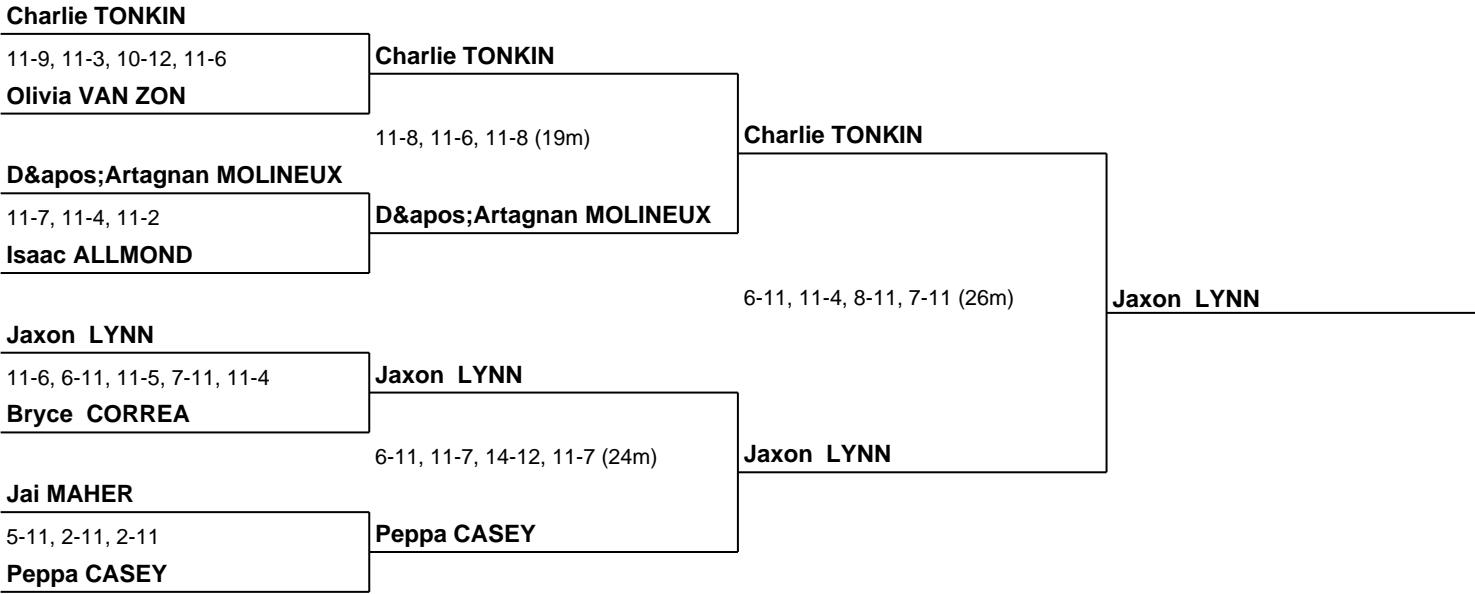 Charlie TONKIN
11-9, 11-3, 10-12, 11-6
Olivia VAN ZON
D&apos;Artagnan MOLINEUX
11-7, 11-4, 11-2
Isaac ALLMOND
Jaxon  LYNN
11-6, 6-11, 11-5, 7-11, 11-4
Bryce  CORREA
Jai MAHER
5-11, 2-11, 2-11
Peppa CASEY
Charlie TONKIN
11-8, 11-6, 11-8 (19m)
D&apos;Artagnan MOLINEUX
Jaxon  LYNN
6-11, 11-7, 14-12, 11-7 (24m)
Peppa CASEY
Charlie TONKIN
6-11, 11-4, 8-11, 7-11 (26m)
Jaxon  LYNN
Jaxon  LYNN